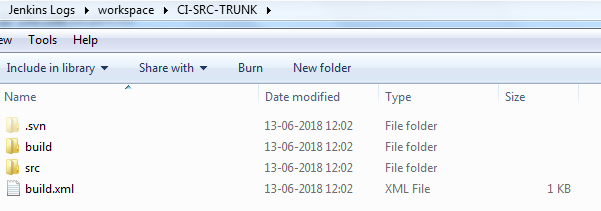 Jenkins Logs workspace CI-SRC-TRUNK
ew Tools Help
Include in library Share with Burn New folder
Name Date modified Type Size
.svn 13-06-2018 12:02 File folder
build 13-06-2018 12:02 File folder
src 13-06-2018 12:02 File folder
build.xml 13-06-2018 12:02 XML File 1 KB